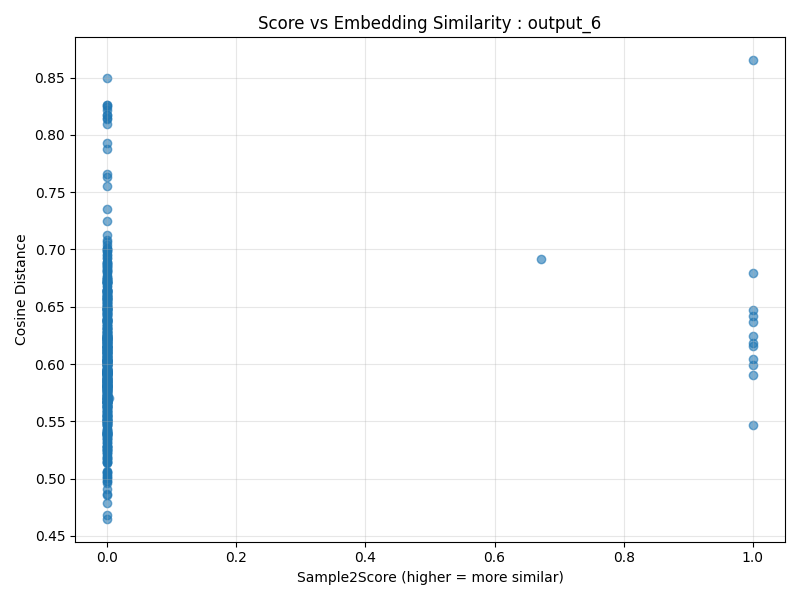 Score vs Embedding Similarity : output_6
Cosine Distance
0.85
0.80
0.75
0.70
0.65
0.60
0.55
0.50
0.45
0.0 0.2 0.4 0.6 0.8 1.0
Sample2Score (higher = more similar)